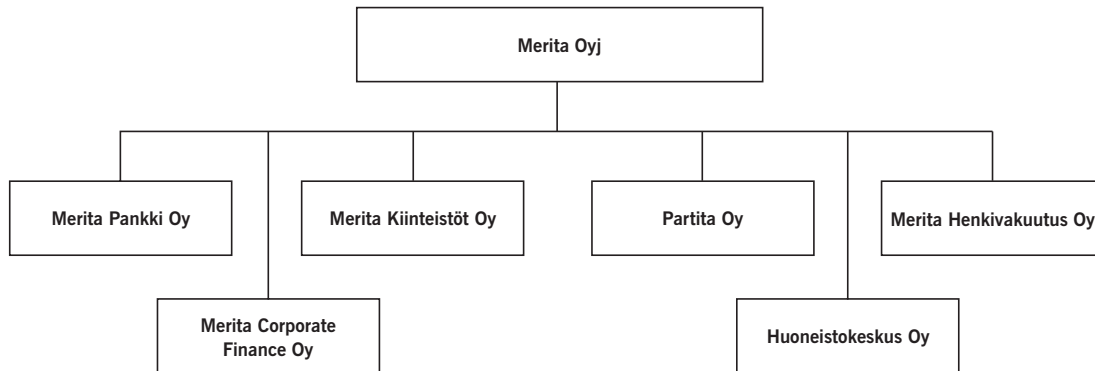 Merita Oyj
Merita Pankki Oy
Merita Kiinteistöt Oy
Partita Oy
Merita Henkivakuutus Oy
Merita Corporate
Finance Oy
Huoneistokeskus Oy